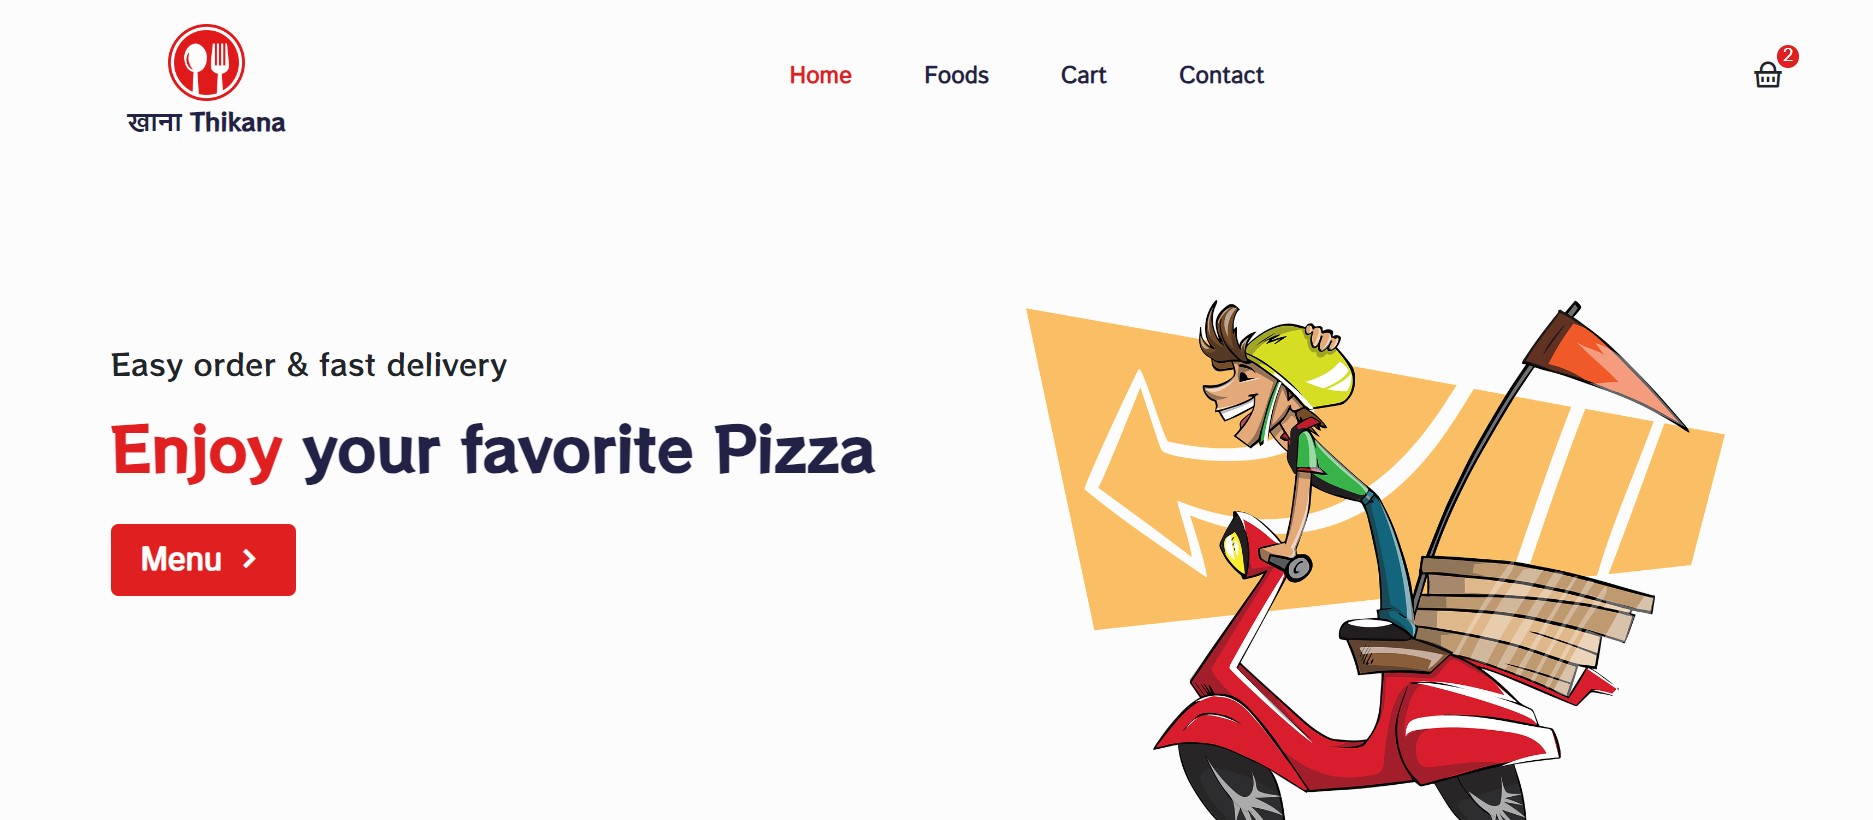 Home Foods Cart Contact 2
खाना Thikana
Easy order & fast delivery
Enjoy your favorite Pizza
Menu